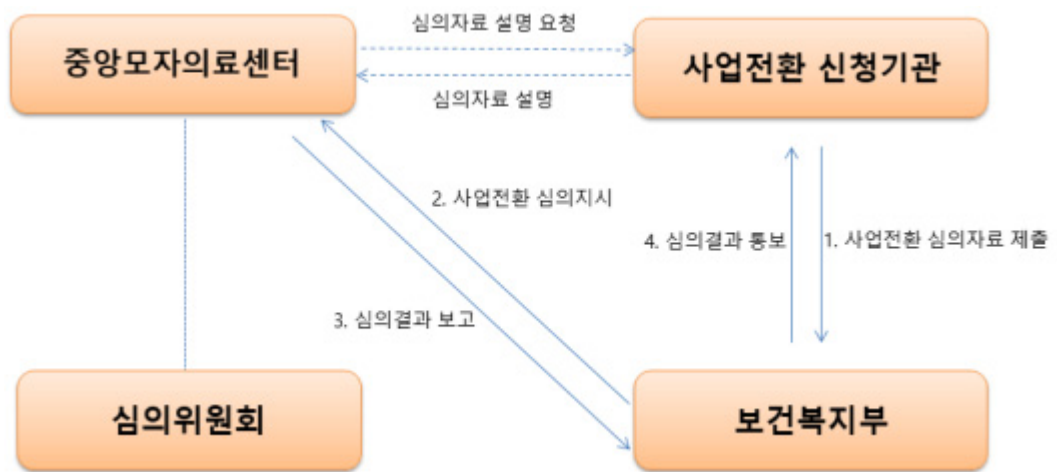 심의자료 설명 요청
중앙모자의료센터
사업전환 신청기관
심의자료 설명
2. 사업전환 심의지시
4. 심의결과 통보
1. 사업전환 심의자료 제출
3. 심의결과 보고
심의위원회
보건복지부